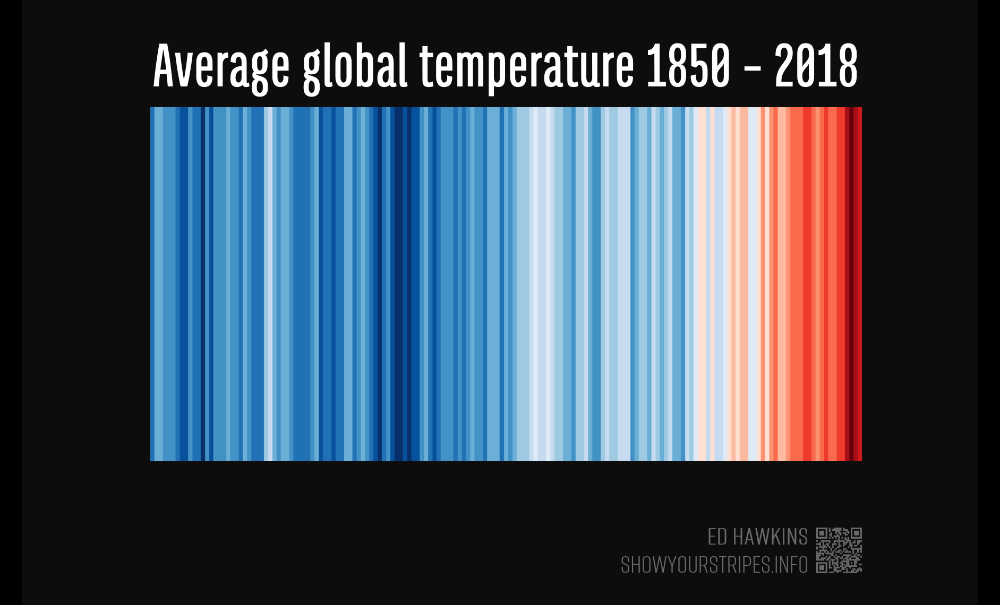 Average global temperature 1850 – 2018
ED HAWKINS
SHOWYOURSTRIPES.INFO